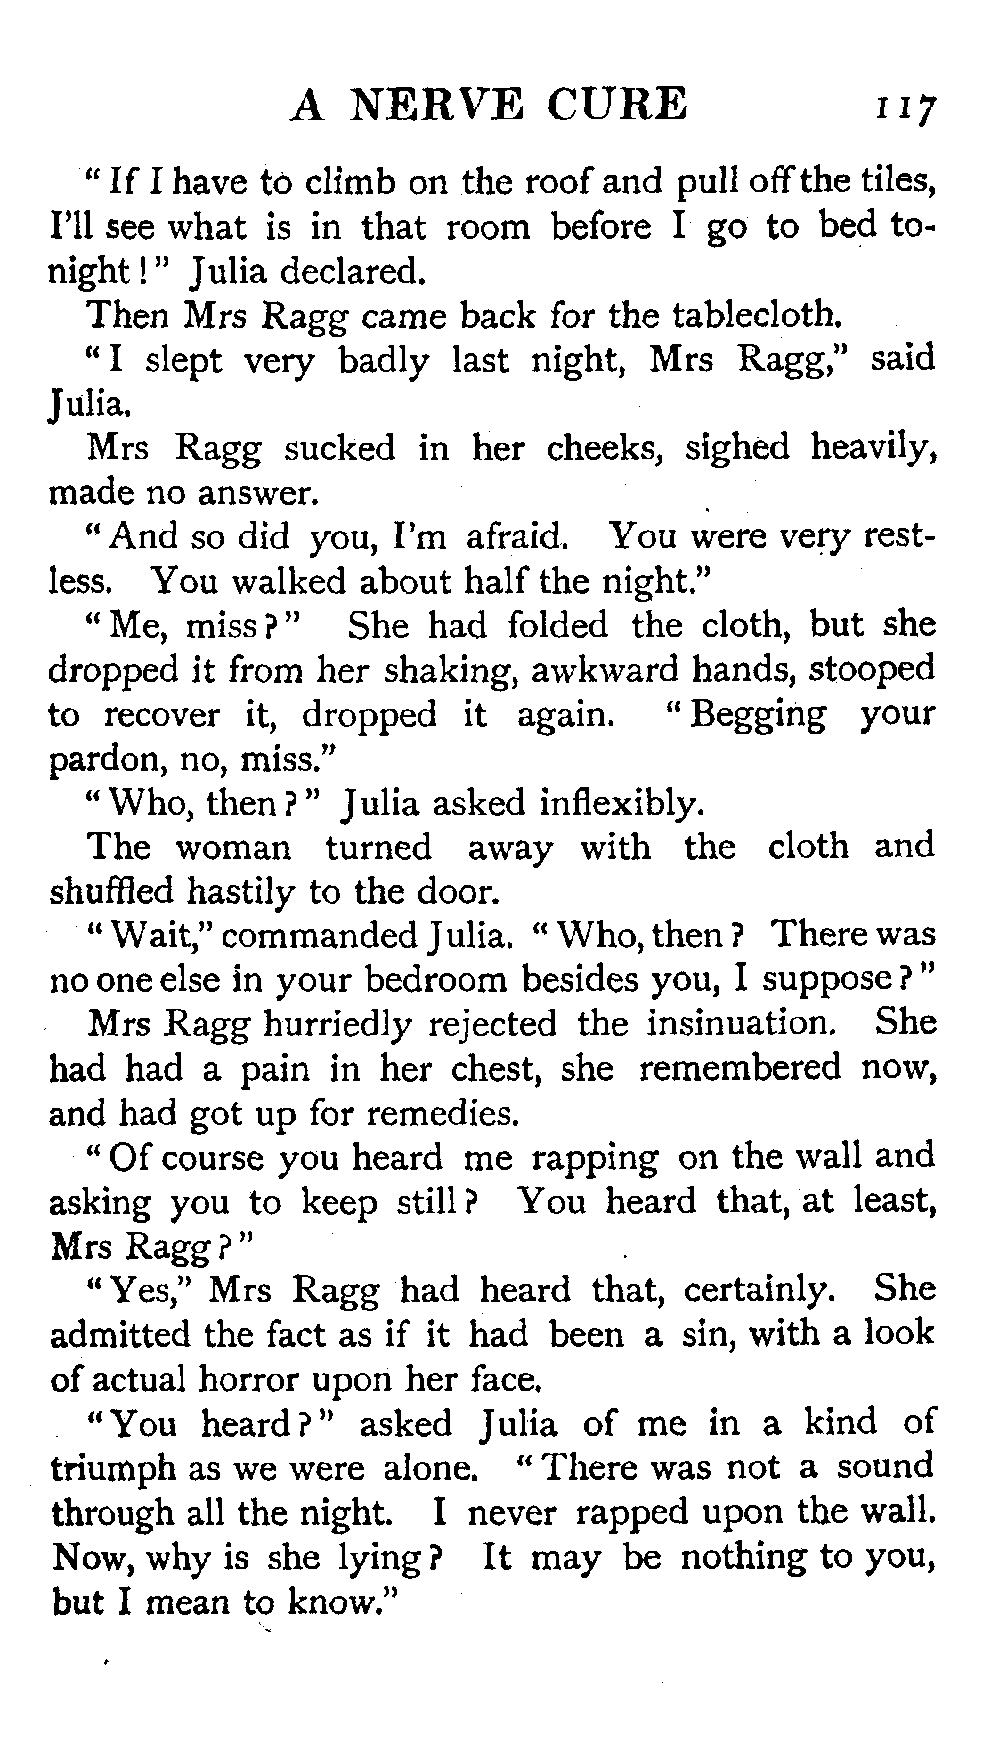 A NERVE CURE 117
“If I have to climb on the roof and pull off the tiles,
I’ll see what is in that room before I go to bed to-
night!” Julia declared.
Then Mrs Ragg came back for the tablecloth.
“I slept very badly last night, Mrs Ragg,” said
Julia.
Mrs Ragg sucked in her cheeks, sighed heavily,
made no answer.
“And so did you, I’m afraid. You were very rest-
less. You walked about half the night.”
“Me, miss?” She had folded the cloth, but she
dropped it from her shaking, awkward hands, stooped
to recover it, dropped it again. “Begging your
pardon, no, miss.”
“Who, then?” Julia asked inflexibly.
The woman turned away with the cloth and
shuffled hastily to the door.
“Wait,” commanded Julia. “Who, then? There was
no one else in your bedroom besides you, I suppose?”
Mrs Ragg hurriedly rejected the insinuation. She
had had a pain in her chest, she remembered now,
and had got up for remedies.
“Of course you heard me rapping on the wall and
asking you to keep still? You heard that, at least,
Mrs Ragg?”
“Yes,” Mrs Ragg had heard that, certainly. She
admitted the fact as if it had been a sin, with a look
of actual horror upon her face.
“You heard?” asked Julia of me in a kind of
triumph as we were alone. “There was not a sound
through all the night. I never rapped upon the wall.
Now, why is she lying? It may be nothing to you,
but I mean to know.”